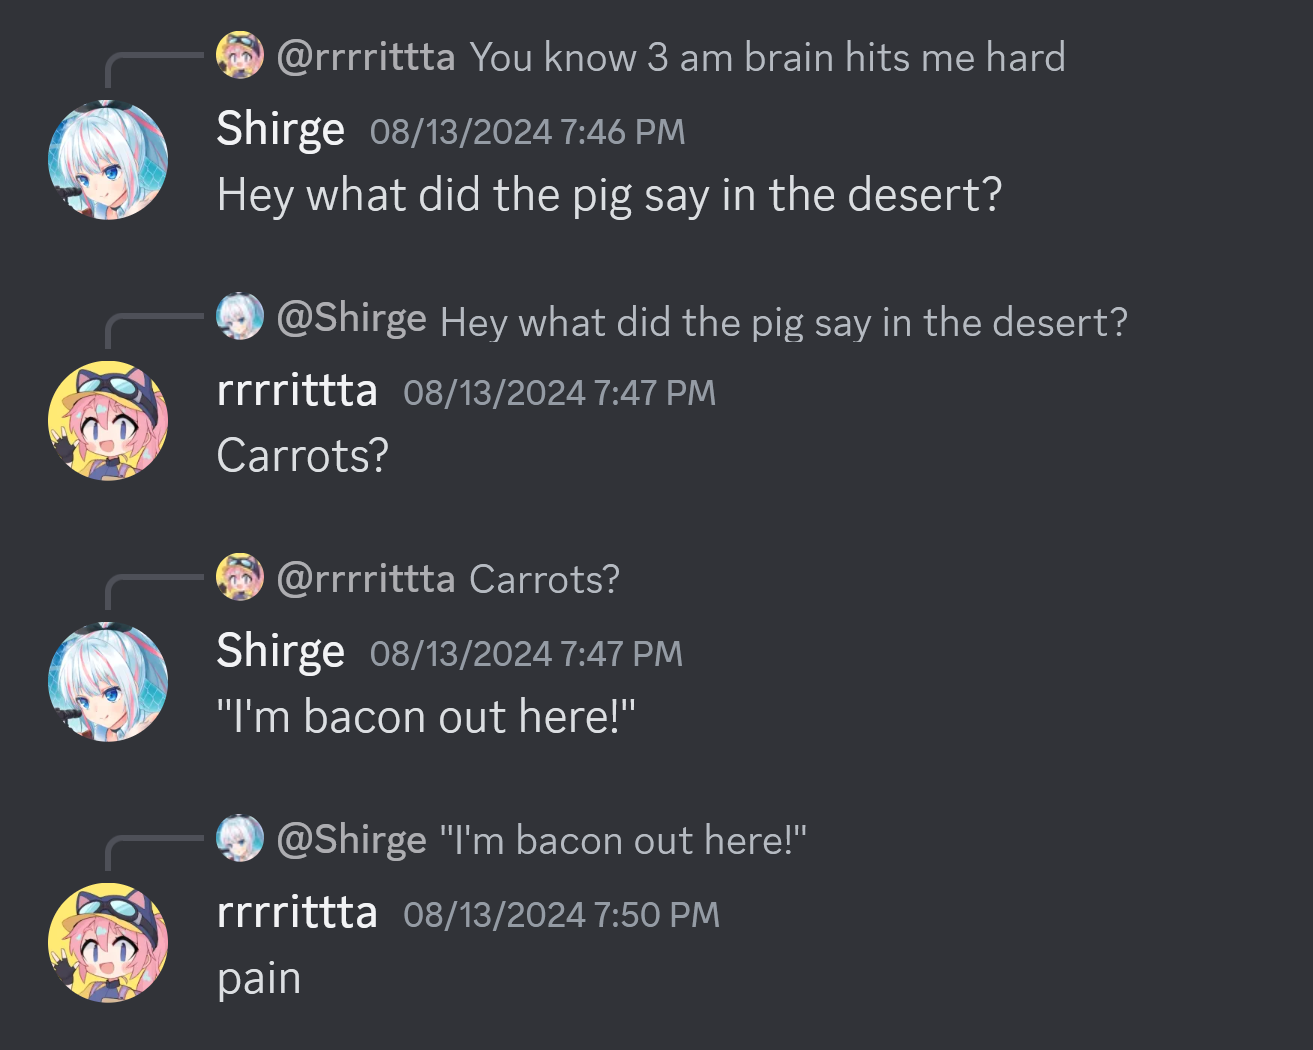 @rrrrittta You know 3 am brain hits me hard
Shirge 08/13/2024 7:46 PM
Hey what did the pig say in the desert?
@Shirge Hey what did the pig say in the desert?
rrrrittta 08/13/2024 7:47 PM
Carrots?
@rrrrittta Carrots?
Shirge 08/13/2024 7:47 PM
"I'm bacon out here!"
@Shirge "I'm bacon out here!"
rrrrittta 08/13/2024 7:50 PM
pain